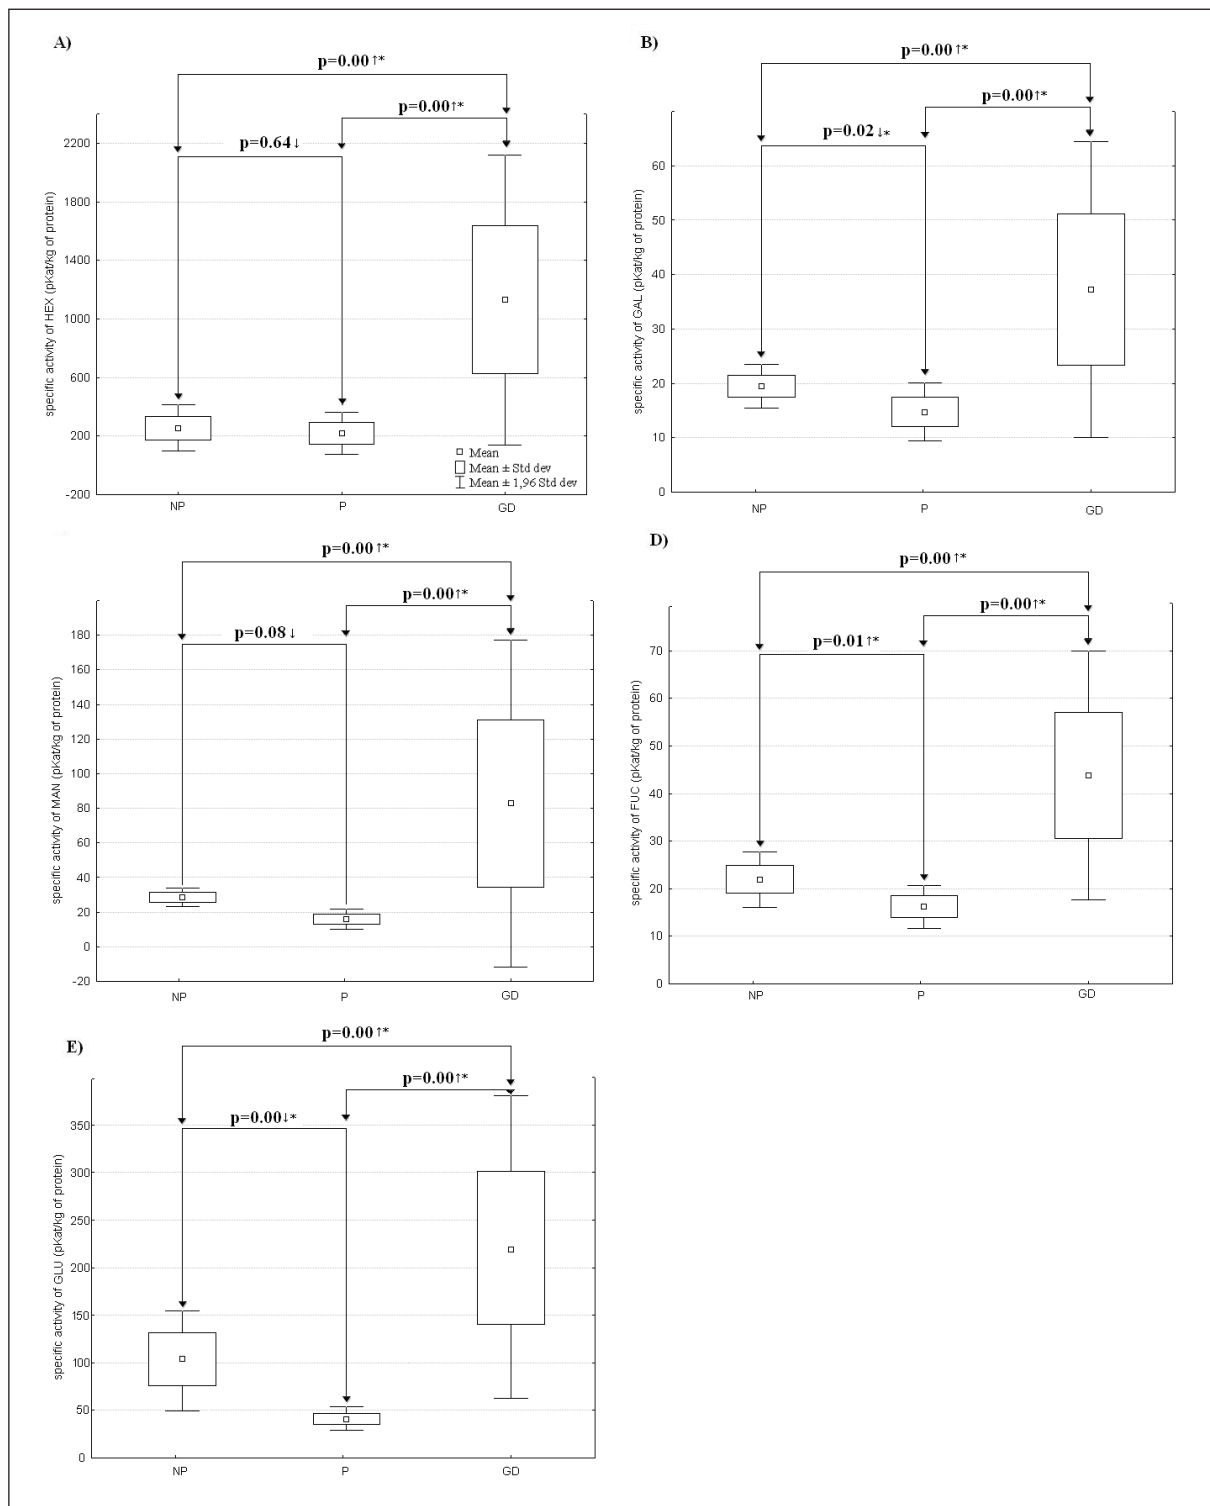 A)
p=0.00↑*
p=0.00↑*
p=0.64↓
specific activity of HEX (pKat/kg of protein)
2200
1800
1400
1000
600
200
-200
Mean
Mean ± Std dev
Mean ± 1,96 Std dev
NP P GD
B)
p=0.00↑*
p=0.00↑*
p=0.02↓*
specific activity of GAL (pKat/kg of protein)
60
50
40
30
20
10
0
NP P GD
p=0.00↑*
p=0.00↑*
p=0.08↓
specific activity of MAN (pKat/kg of protein)
180
160
140
120
100
80
60
40
20
0
-20
NP P GD
D)
p=0.00↑*
p=0.00↑*
p=0.01↑*
specific activity of FUC (pKat/kg of protein)
70
60
50
40
30
20
10
0
NP P GD
E)
p=0.00↑*
p=0.00↑*
p=0.00↓*
specific activity of GLU (pKat/kg of protein)
350
300
250
200
150
100
50
0
NP P GD